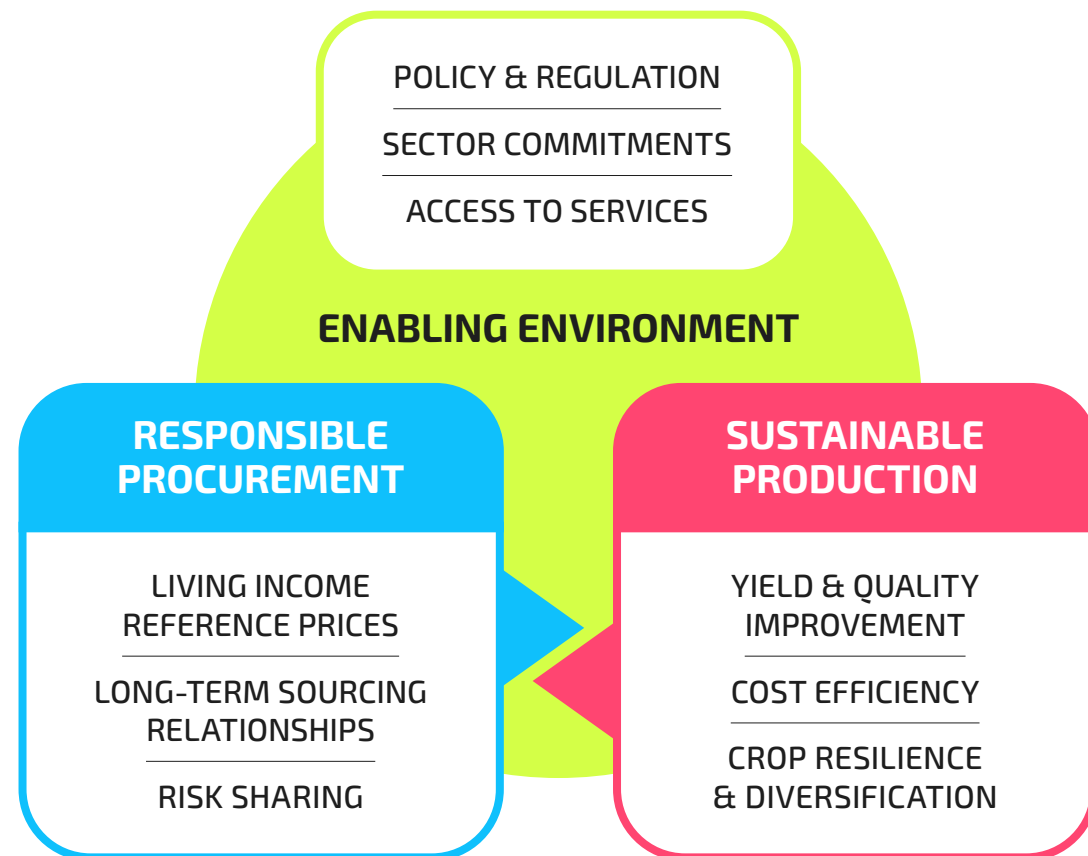 POLICY & REGULATION
SECTOR COMMITMENTS
ACCESS TO SERVICES
ENABLING ENVIRONMENT
RESPONSIBLE
PROCUREMENT
LIVING INCOME
REFERENCE PRICES
LONG-TERM SOURCING
RELATIONSHIPS
RISK SHARING
SUSTAINABLE
PRODUCTION
YIELD & QUALITY
IMPROVEMENT
COST EFFICIENCY
CROP RESILIENCE
& DIVERSIFICATION